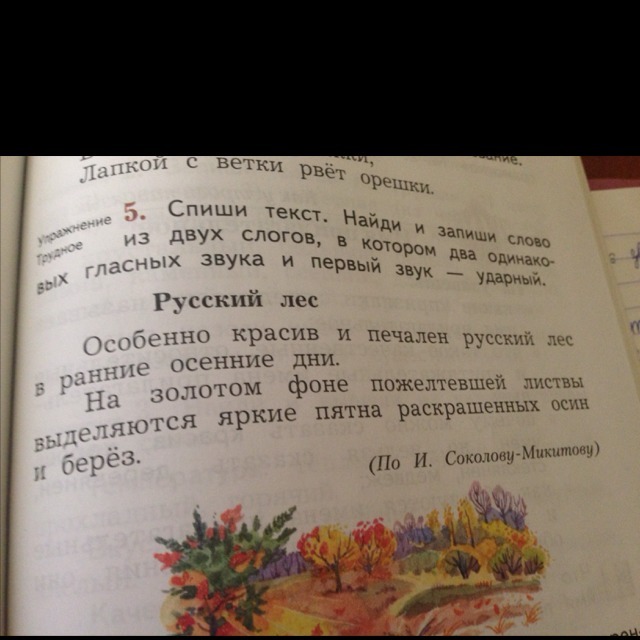 Лапкой с ветки рвёт орешки.
Упражнение
Трудное
5. Спиши текст. Найди и запиши слово
из двух слогов, в котором два одинако-
вых гласных звука и первый звук — ударный.
Русский лес
Особенно красив и печален русский лес
в ранние осенние дни.
На золотом фоне пожелтевшей листвы
выделяются яркие пятна раскрашенных осин
и берёз.
(По И. Соколову-Микитову)